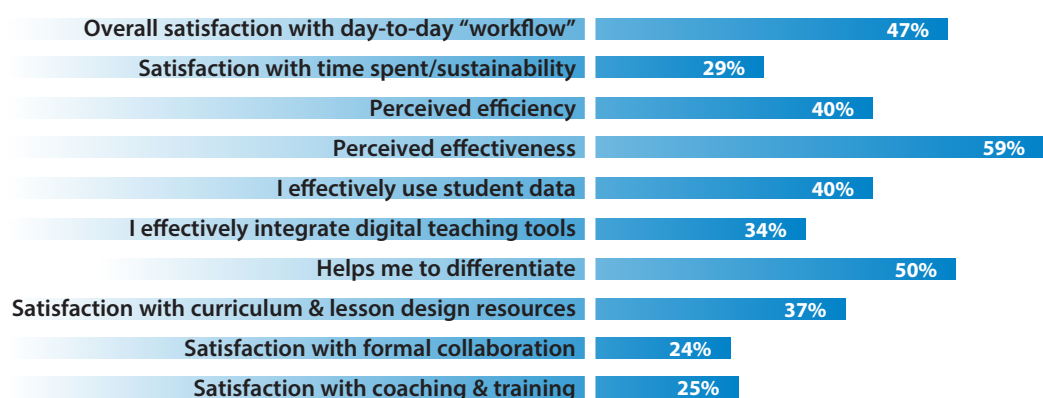 Overall satisfaction with day-to-day “workflow” 47%
Satisfaction with time spent/sustainability 29%
Perceived efficiency 40%
Perceived effectiveness 59%
I effectively use student data 40%
I effectively integrate digital teaching tools 34%
Helps me to differentiate 50%
Satisfaction with curriculum & lesson design resources 37%
Satisfaction with formal collaboration 24%
Satisfaction with coaching & training 25%